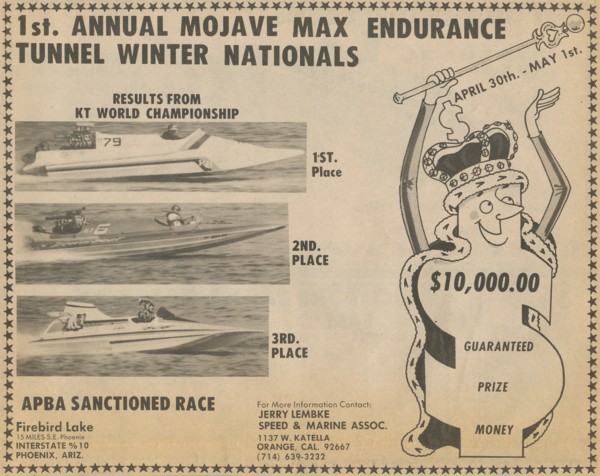 1st. ANNUAL MOJAVE MAX ENDURANCE
TUNNEL WINTER NATIONALS
APRIL 30th. - MAY 1st.
RESULTS FROM
KT WORLD CHAMPIONSHIP
79
1ST.
Place
6
2ND.
PLACE
3RD.
PLACE
$
$10,000.00
GUARANTEED
PRIZE
MONEY
APBA SANCTIONED RACE
Firebird Lake
15 MILES S.E. Phoenix
INTERSTATE %10
PHOENIX, ARIZ.
For More Information Contact;
JERRY LEMBKE
SPEED & MARINE ASSOC.
1137 W. KATELLA
ORANGE, CAL. 92667
(714) 639-3232